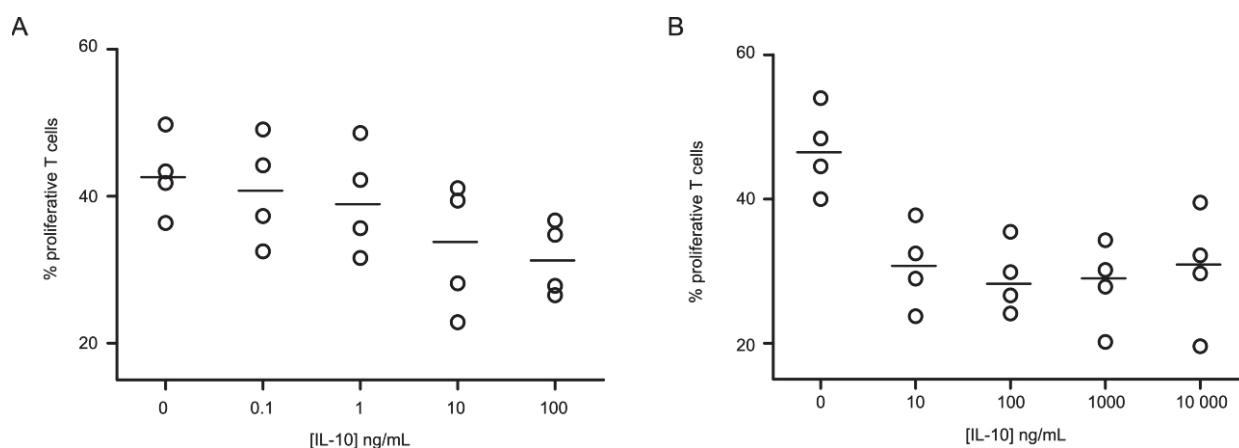 A
% proliferative T cells
60
40
20
0 0.1 1 10 100
[IL-10] ng/mL
B
% proliferative T cells
60
40
20
0 10 100 1000 10 000
[IL-10] ng/mL